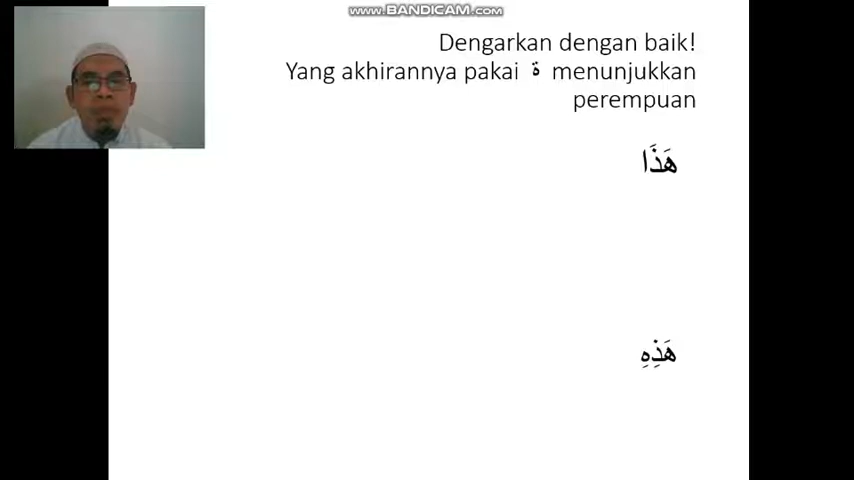 www.BANDICAM.com
Dengarkan dengan baik!
Yang akhirannya pakai ة menunjukkan
perempuan
هَذَا
هَذِهِ